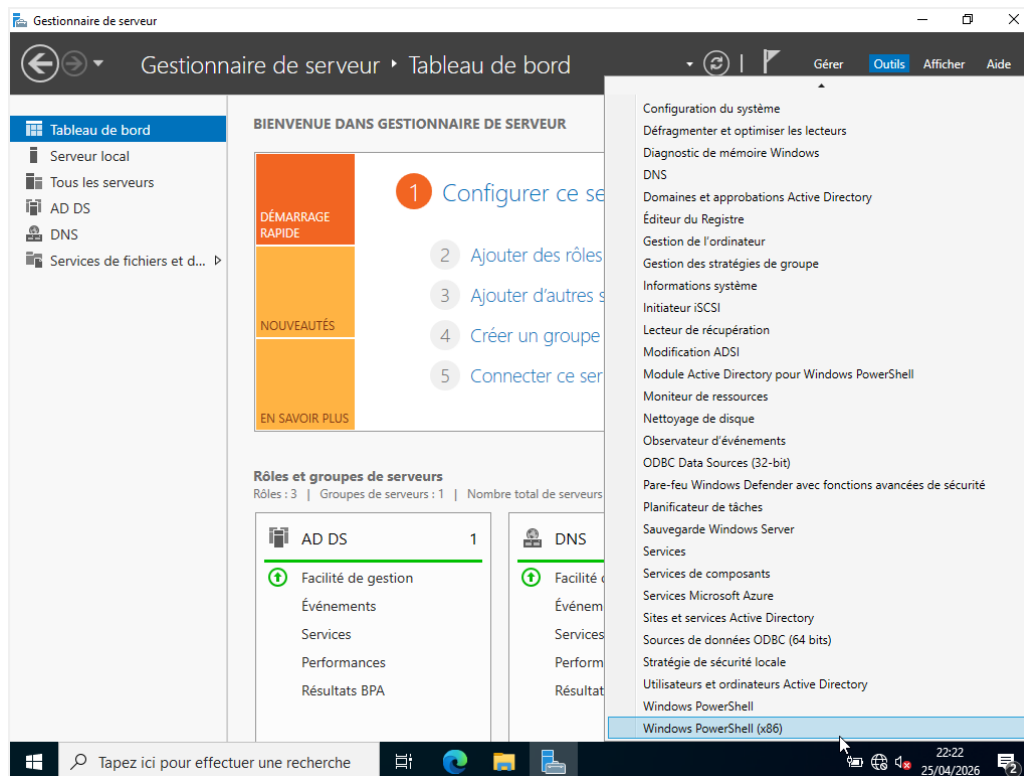 Gestionnaire de serveur
Gestionnaire de serveur ‣ Tableau de bord
Gérer Outils Afficher Aide
Tableau de bord
Serveur local
Tous les serveurs
AD DS
DNS
Services de fichiers et d...
BIENVENUE DANS GESTIONNAIRE DE SERVEUR
DÉMARRAGE
RAPIDE
NOUVEAUTÉS
EN SAVOIR PLUS
1 Configurer ce se
2 Ajouter des rôles
3 Ajouter d'autres s
4 Créer un groupe
5 Connecter ce ser
Rôles et groupes de serveurs
Rôles : 3 | Groupes de serveurs : 1 | Nombre total de serveurs
AD DS 1
Facilité de gestion
Événements
Services
Performances
Résultats BPA
DNS
Facilité
Événem
Services
Perform
Résultat
Configuration du système
Défragmenter et optimiser les lecteurs
Diagnostic de mémoire Windows
DNS
Domaines et approbations Active Directory
Éditeur du Registre
Gestion de l'ordinateur
Gestion des stratégies de groupe
Informations système
Initiateur iSCSI
Lecteur de récupération
Modification ADSI
Module Active Directory pour Windows PowerShell
Moniteur de ressources
Nettoyage de disque
Observateur d'événements
ODBC Data Sources (32-bit)
Pare-feu Windows Defender avec fonctions avancées de sécurité
Planificateur de tâches
Sauvegarde Windows Server
Services
Services de composants
Services Microsoft Azure
Sites et services Active Directory
Sources de données ODBC (64 bits)
Stratégie de sécurité locale
Utilisateurs et ordinateurs Active Directory
Windows PowerShell
Windows PowerShell (x86)
Tapez ici pour effectuer une recherche
22:22
25/04/2026
2